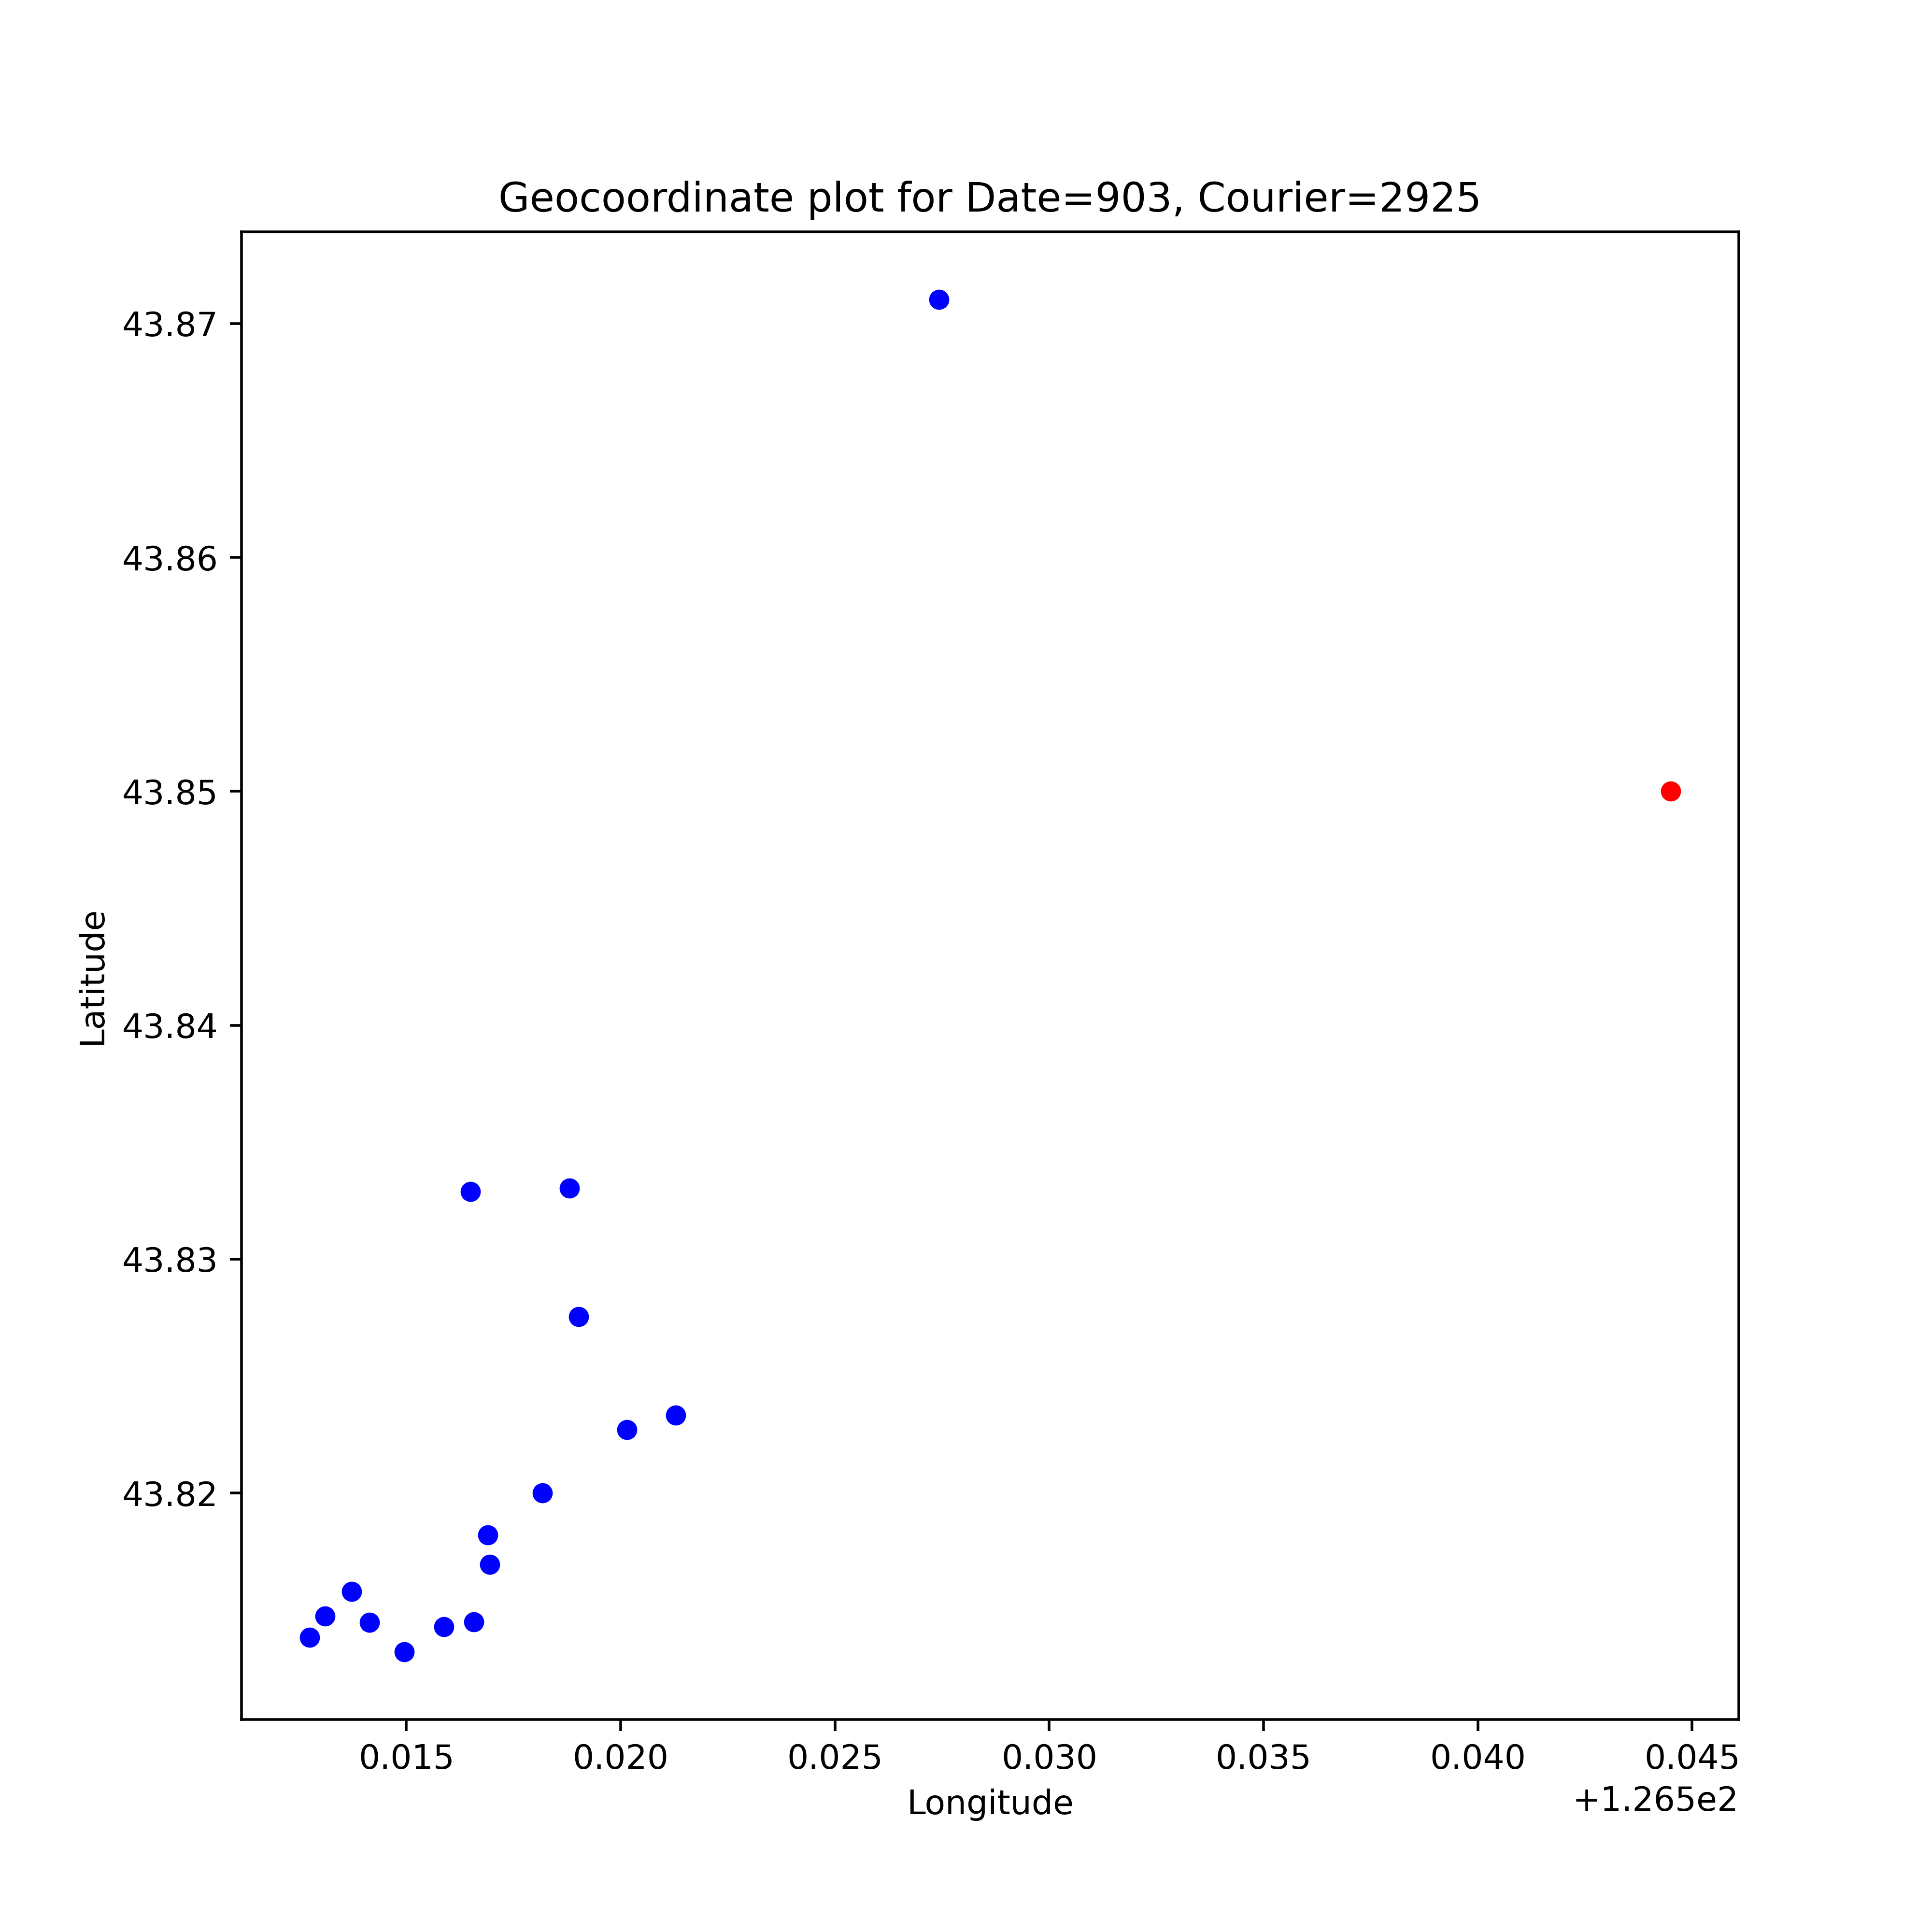 Geocoordinate plot for Date=903, Courier=2925
43.87
43.86
43.85
43.84
43.83
43.82
Latitude
0.015 0.020 0.025 0.030 0.035 0.040 0.045
Longitude
+1.265e2